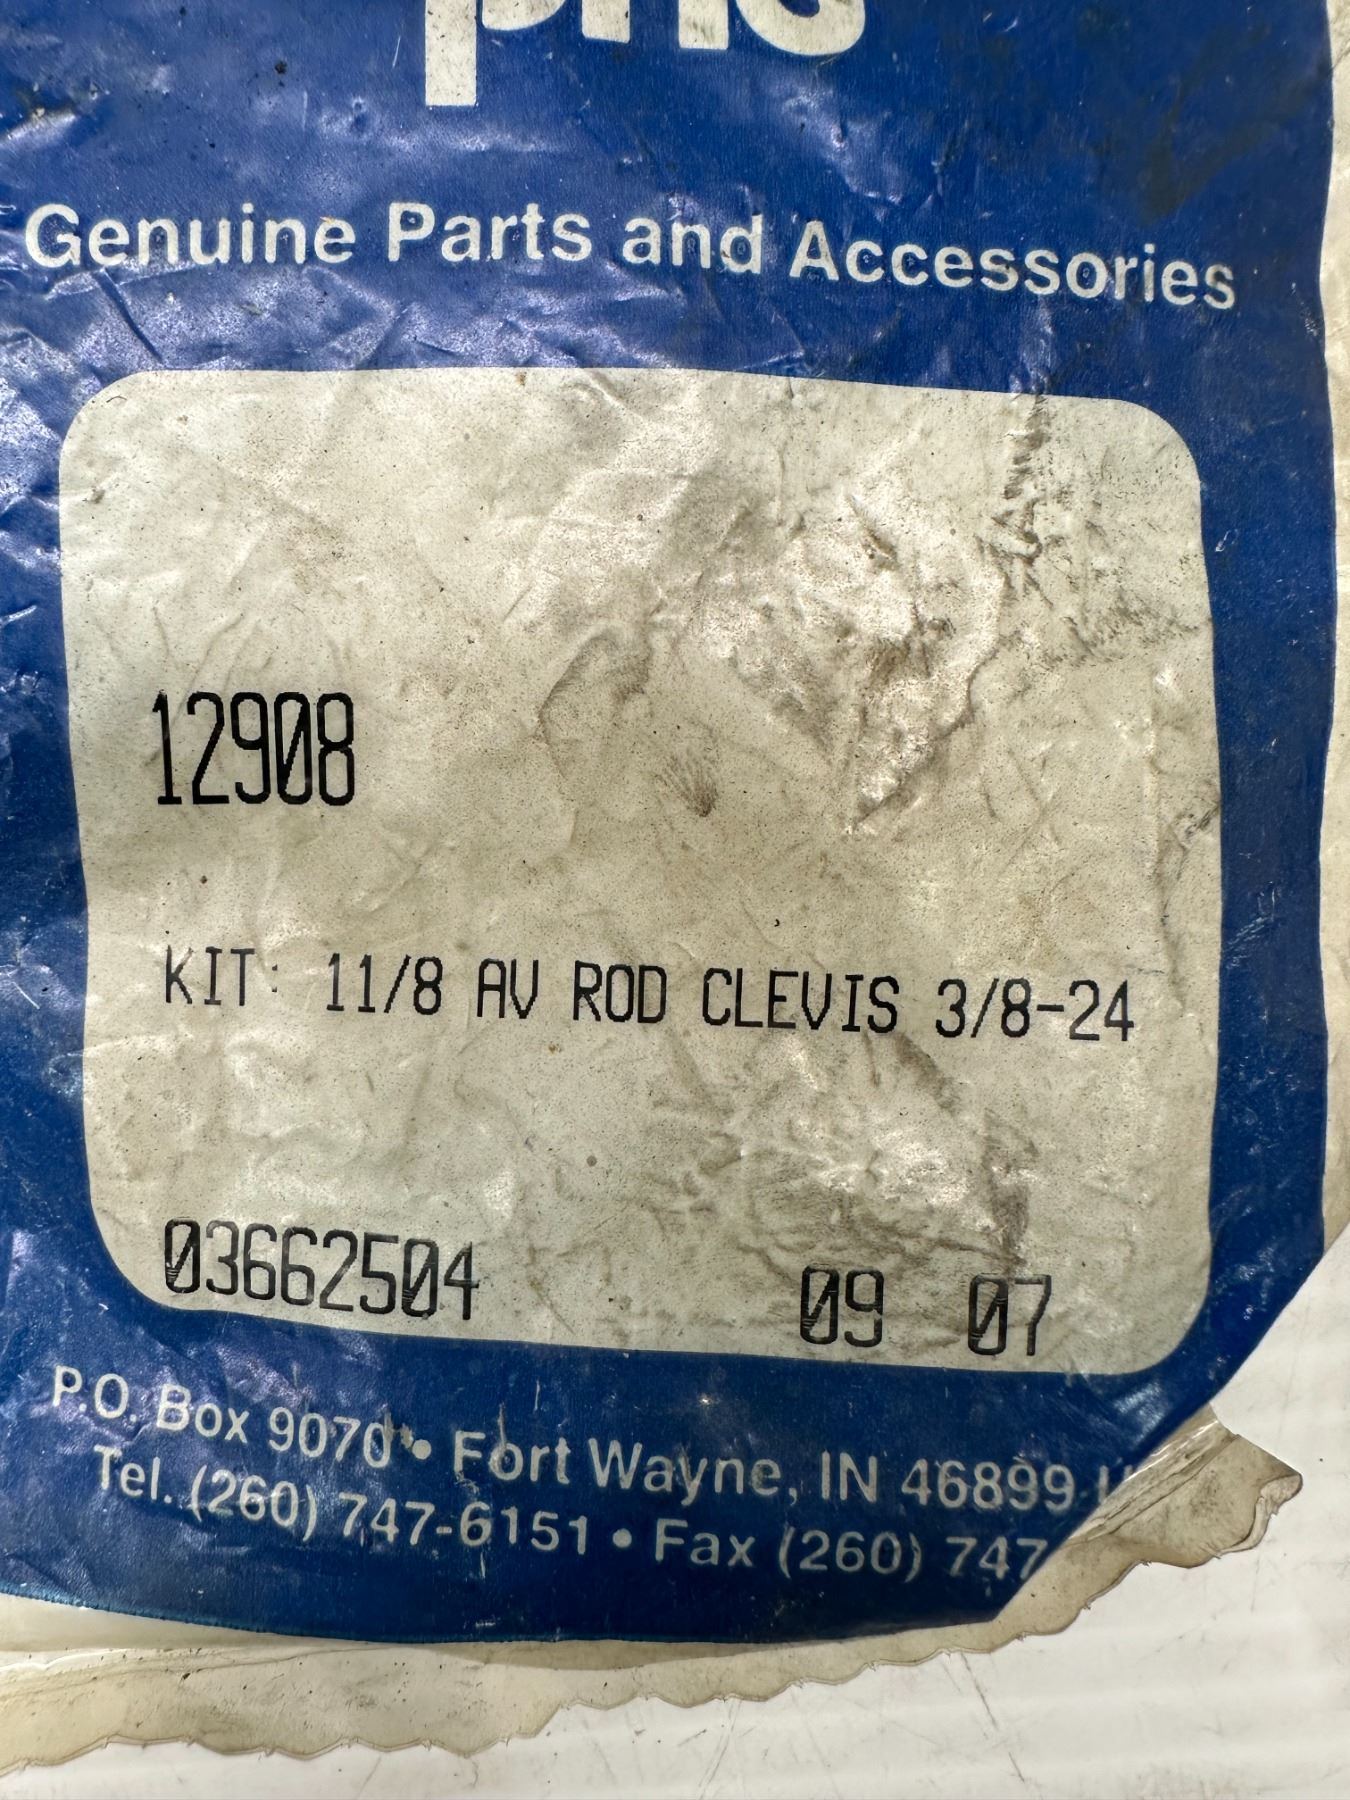 Genuine Parts and Accessories
12908
KIT: 11/8 AV ROD CLEVIS 3/8-24
03662504 09 07
P.O. Box 9070 • Fort Wayne, IN 46899
Tel. (260) 747-6151 • Fax (260) 747